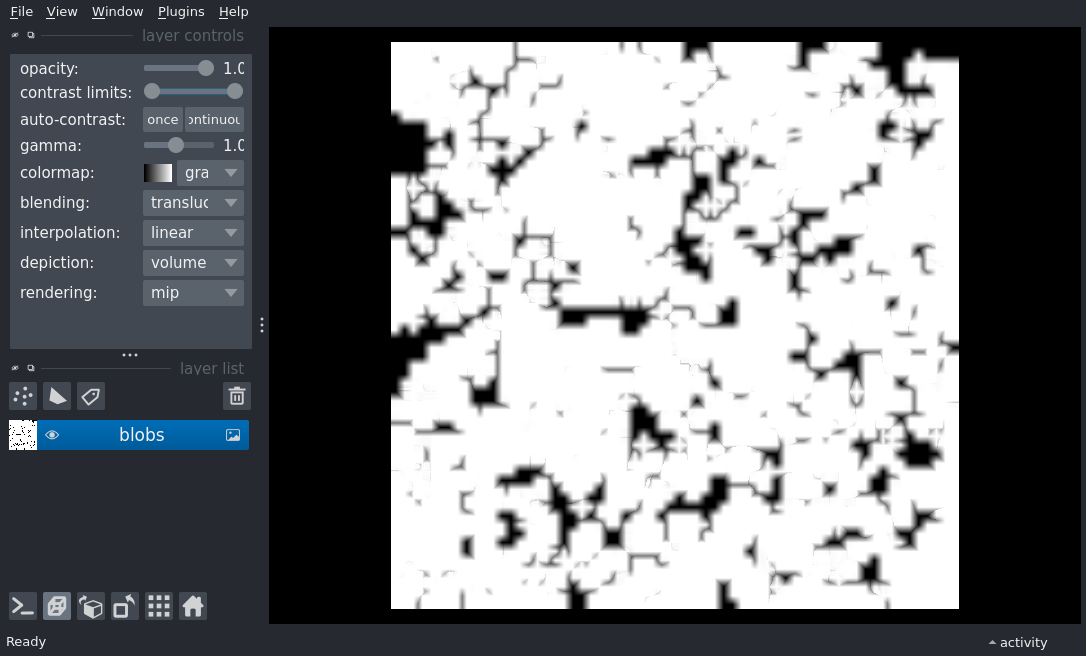 File View Window Plugins Help
layer controls
opacity: 1.0
contrast limits:
auto-contrast: once ontinuou
gamma: 1.0
colormap: gra
blending: transluc
interpolation: linear
depiction: volume
rendering: mip
layer list
blobs
Ready
activity